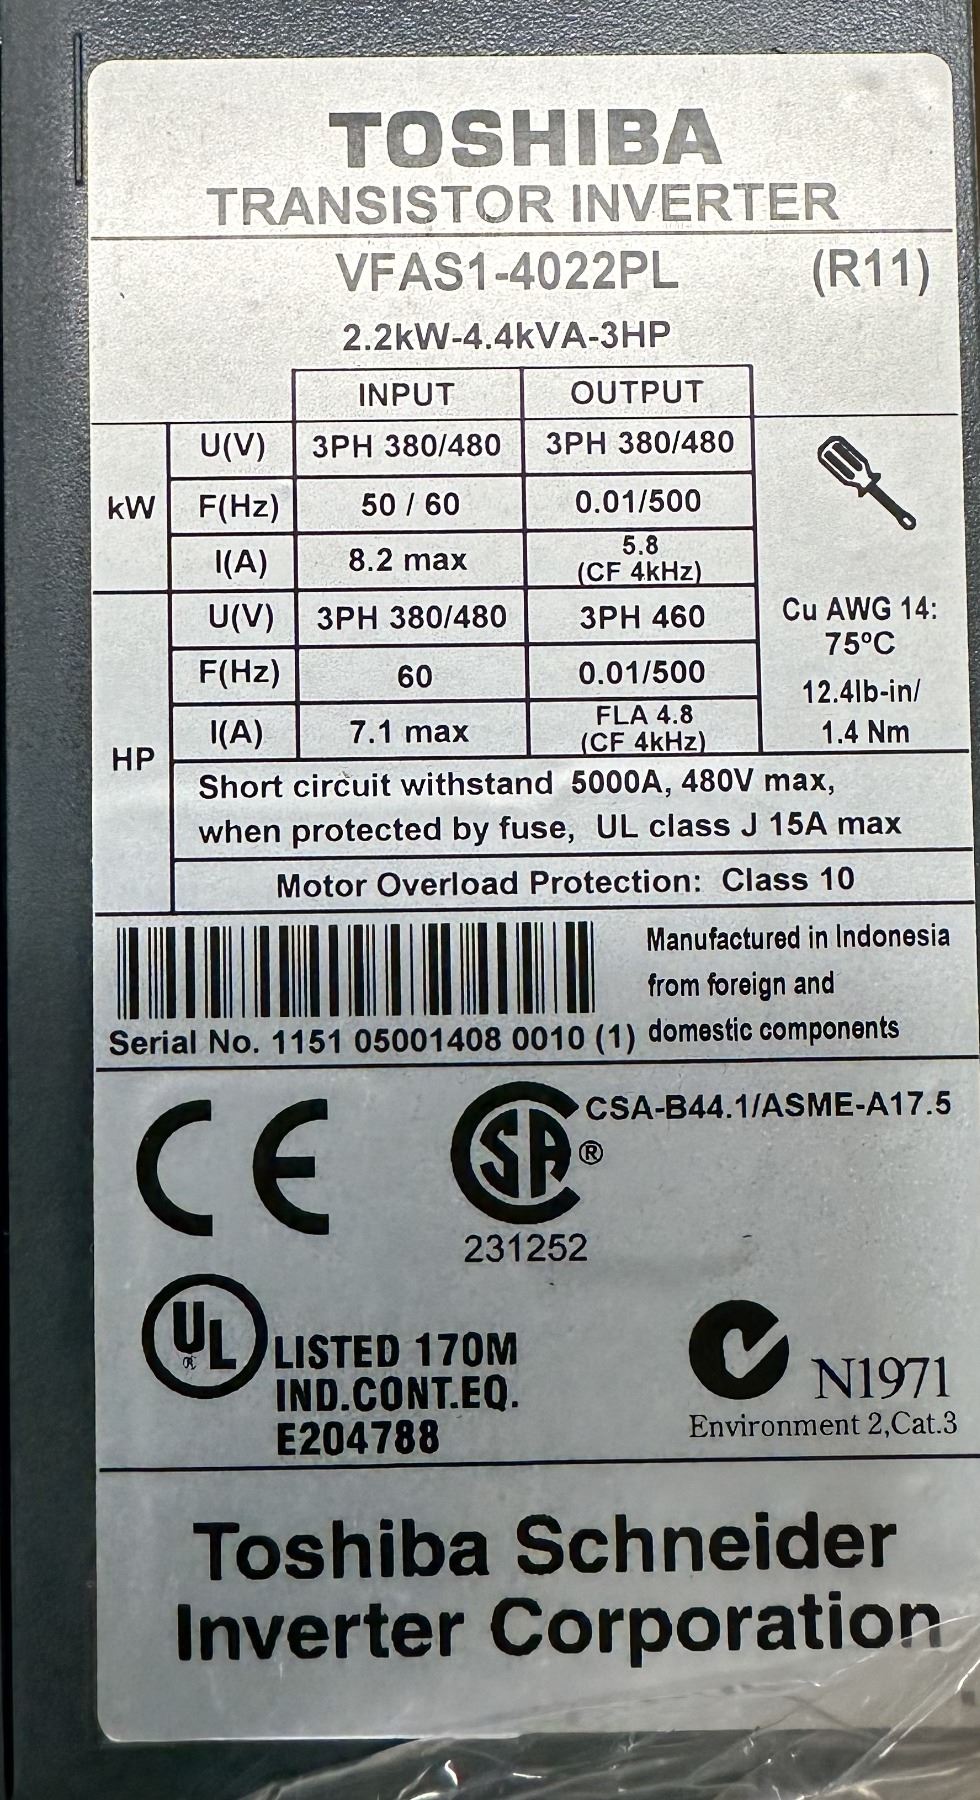 TOSHIBA
TRANSISTOR INVERTER
VFAS1-4022PL (R11)
2.2kW-4.4kVA-3HP
INPUT OUTPUT
kW
U(V) 3PH 380/480 3PH 380/480
F(Hz) 50 / 60 0.01/500
I(A) 8.2 max 5.8
(CF 4kHz)
HP
U(V) 3PH 380/480 3PH 460
F(Hz) 60 0.01/500
I(A) 7.1 max FLA 4.8
(CF 4kHz)
Cu AWG 14:
75°C
12.4lb-in/
1.4 Nm
Short circuit withstand 5000A, 480V max,
when protected by fuse, UL class J 15A max
Motor Overload Protection: Class 10
Manufactured in Indonesia
from foreign and
domestic components
Serial No. 1151 05001408 0010 (1)
CE
CSA-B44.1/ASME-A17.5
SA ®
231252
UL
®
LISTED 170M
IND.CONT.EQ.
E204788
N1971
Environment 2,Cat.3
Toshiba Schneider
Inverter Corporation